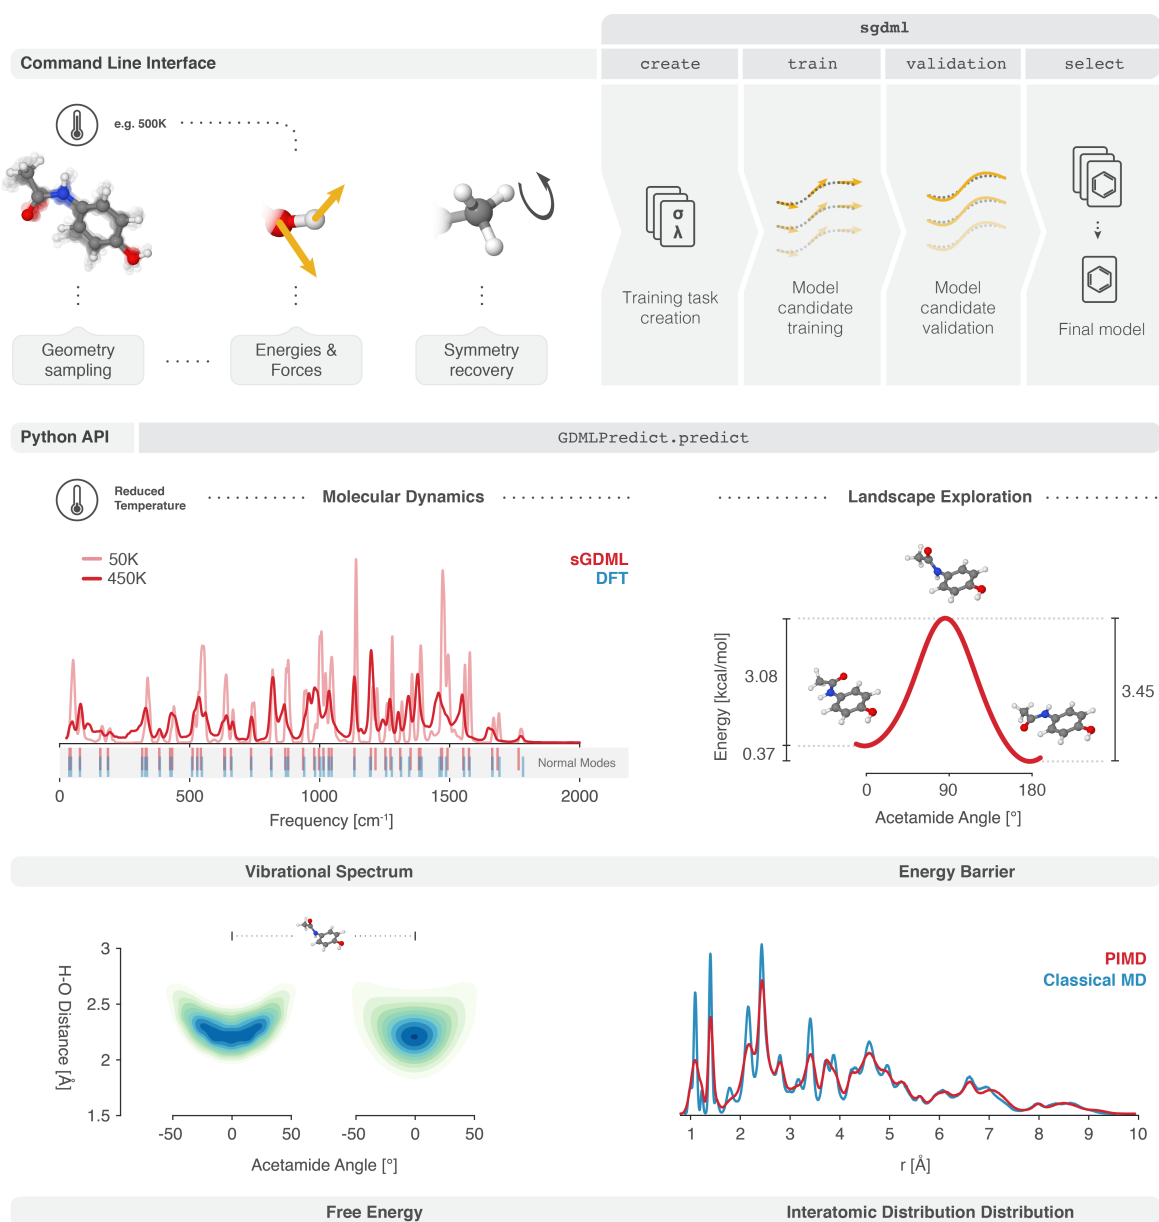 sgdml
Command Line Interface
create
train
validation
select
e.g. 500K
σ
λ
Training task
creation
Model
candidate
training
Model
candidate
validation
Final model
Geometry
sampling
Energies &
Forces
Symmetry
recovery
Python API
GDMLPredict.predict
Reduced
Temperature
Molecular Dynamics
Landscape Exploration
50K
450K
sGDML
DFT
Normal Modes
0
500
1000
1500
2000
Frequency [cm⁻¹]
Energy [kcal/mol]
3.08
0.37
3.45
0
90
180
Acetamide Angle [°]
Vibrational Spectrum
Energy Barrier
H-O Distance [Å]
3
2.5
2
1.5
-50
0
50
-50
0
50
Acetamide Angle [°]
PIMD
Classical MD
1
2
3
4
5
6
7
8
9
10
r [Å]
Free Energy
Interatomic Distribution Distribution